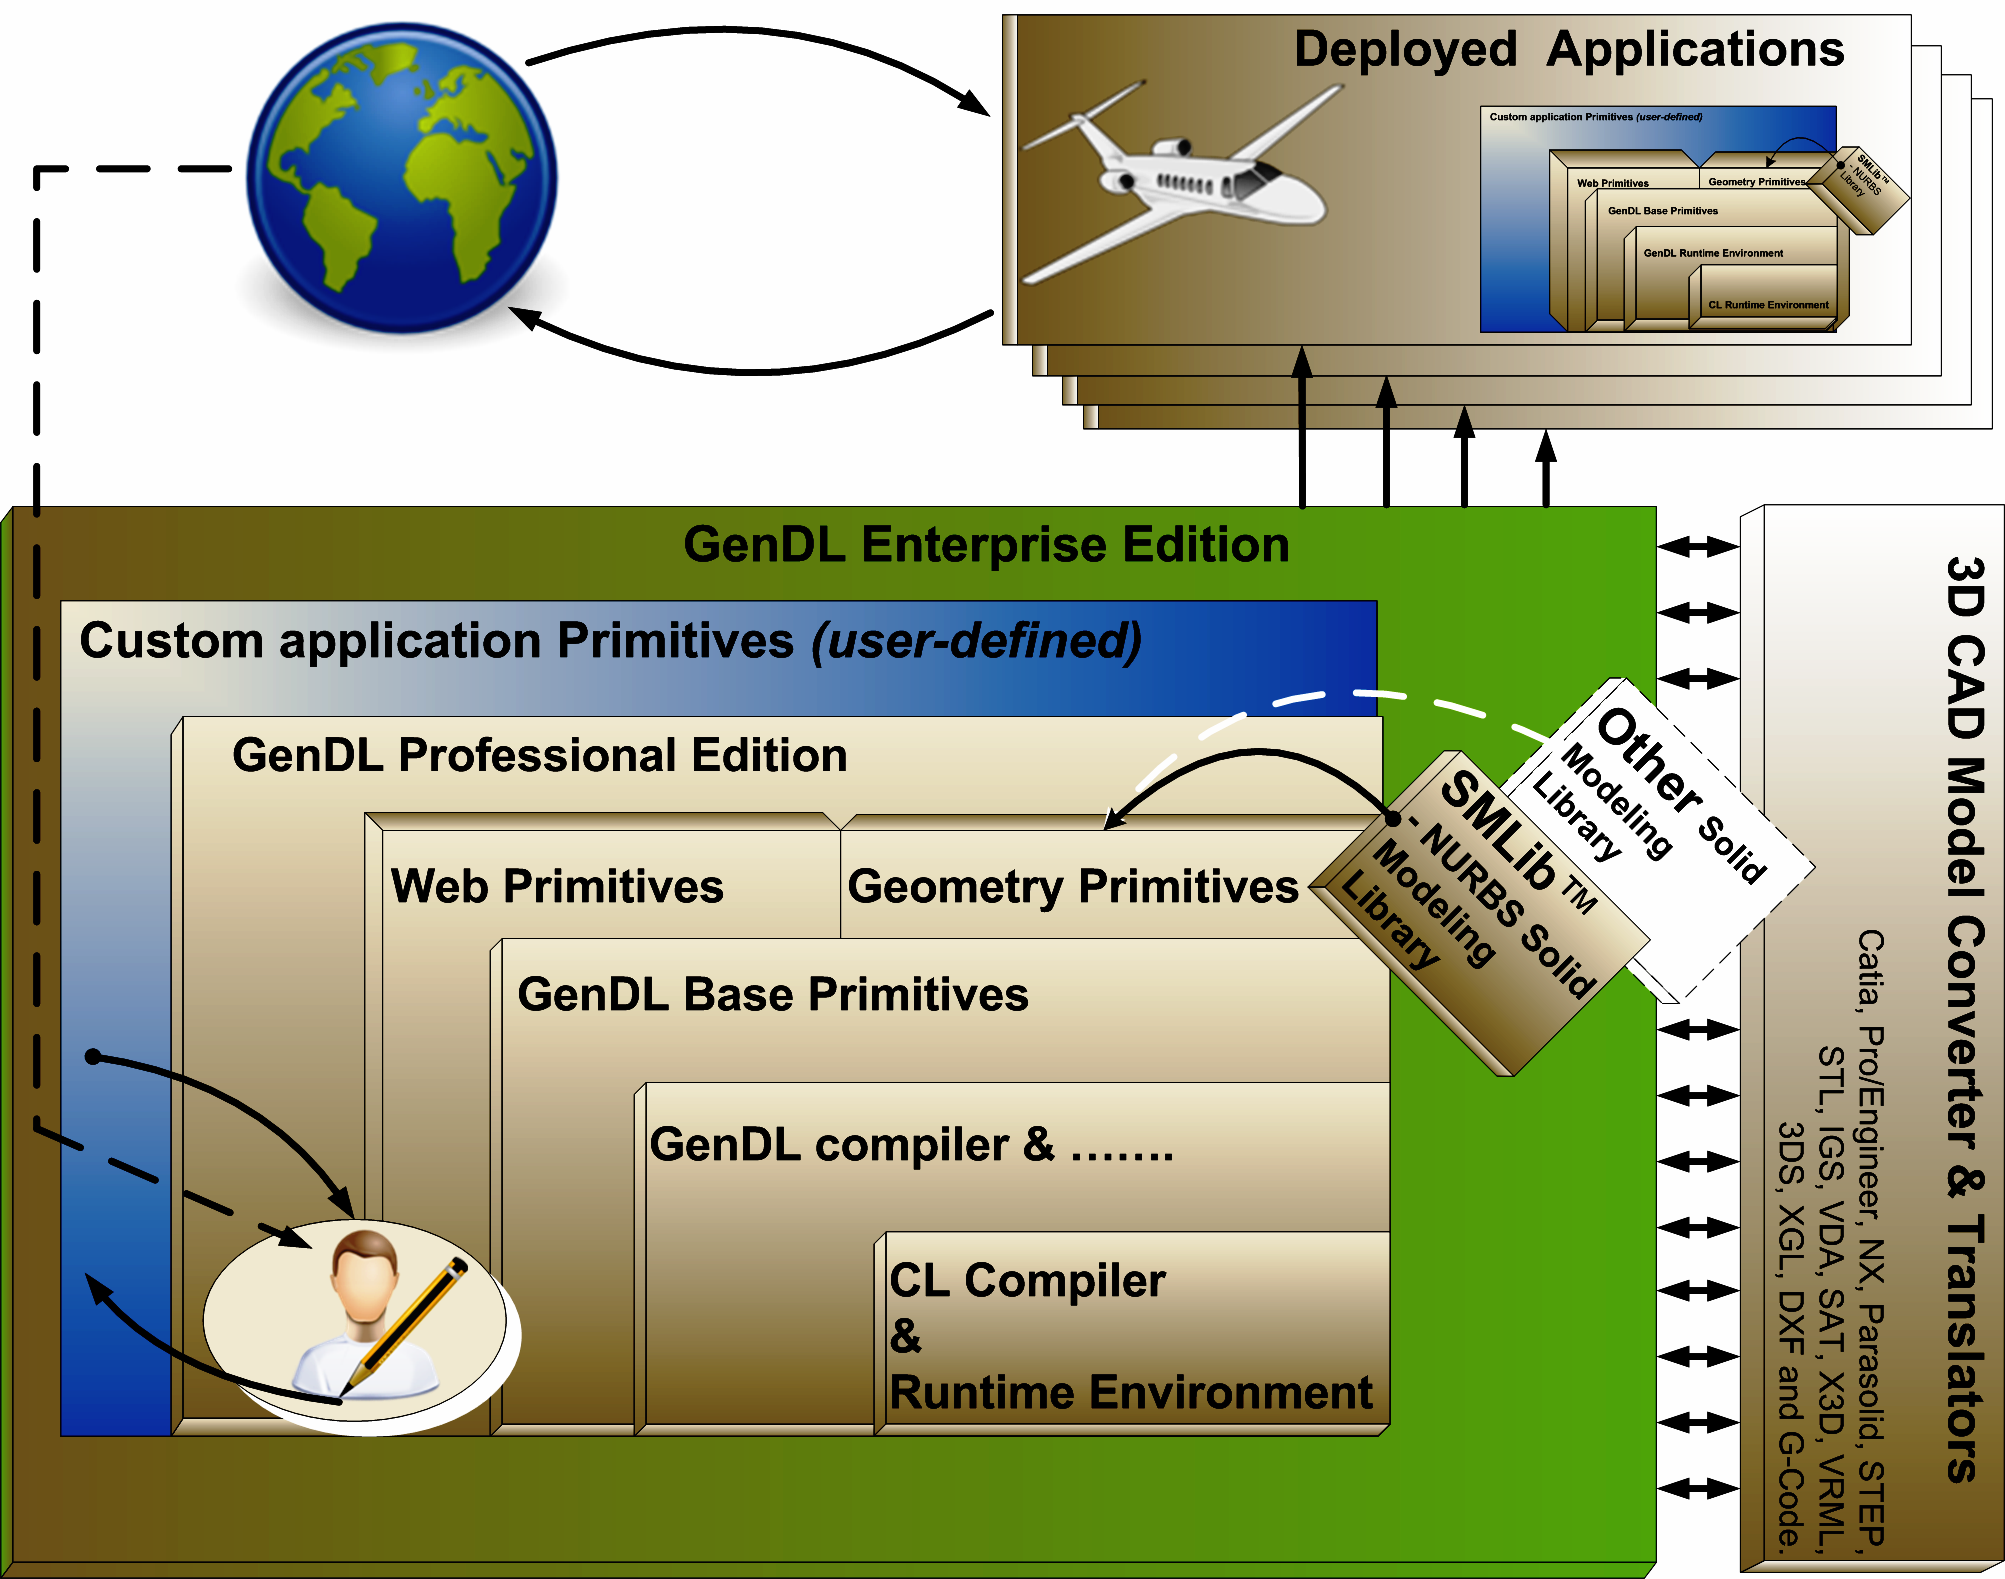 Deployed Applications
Custom application Primitives (user-defined)
SMLib™
- NURBS
Library
Web Primitives
Geometry Primitives
GenDL Base Primitives
GenDL Runtime Environment
CL Runtime Environment
GenDL Enterprise Edition
Custom application Primitives (user-defined)
GenDL Professional Edition
Web Primitives
Geometry Primitives
SMLib™
- NURBS Solid
Modeling
Library
Other Solid
Modeling
Library
GenDL Base Primitives
GenDL compiler & .......
CL Compiler
&
Runtime Environment
3D CAD Model Converter & Translators
Catia, Pro/Engineer, NX, Parasolid, STEP,
STL, IGS, VDA, SAT, X3D, VRML,
3DS, XGL, DXF and G-Code.